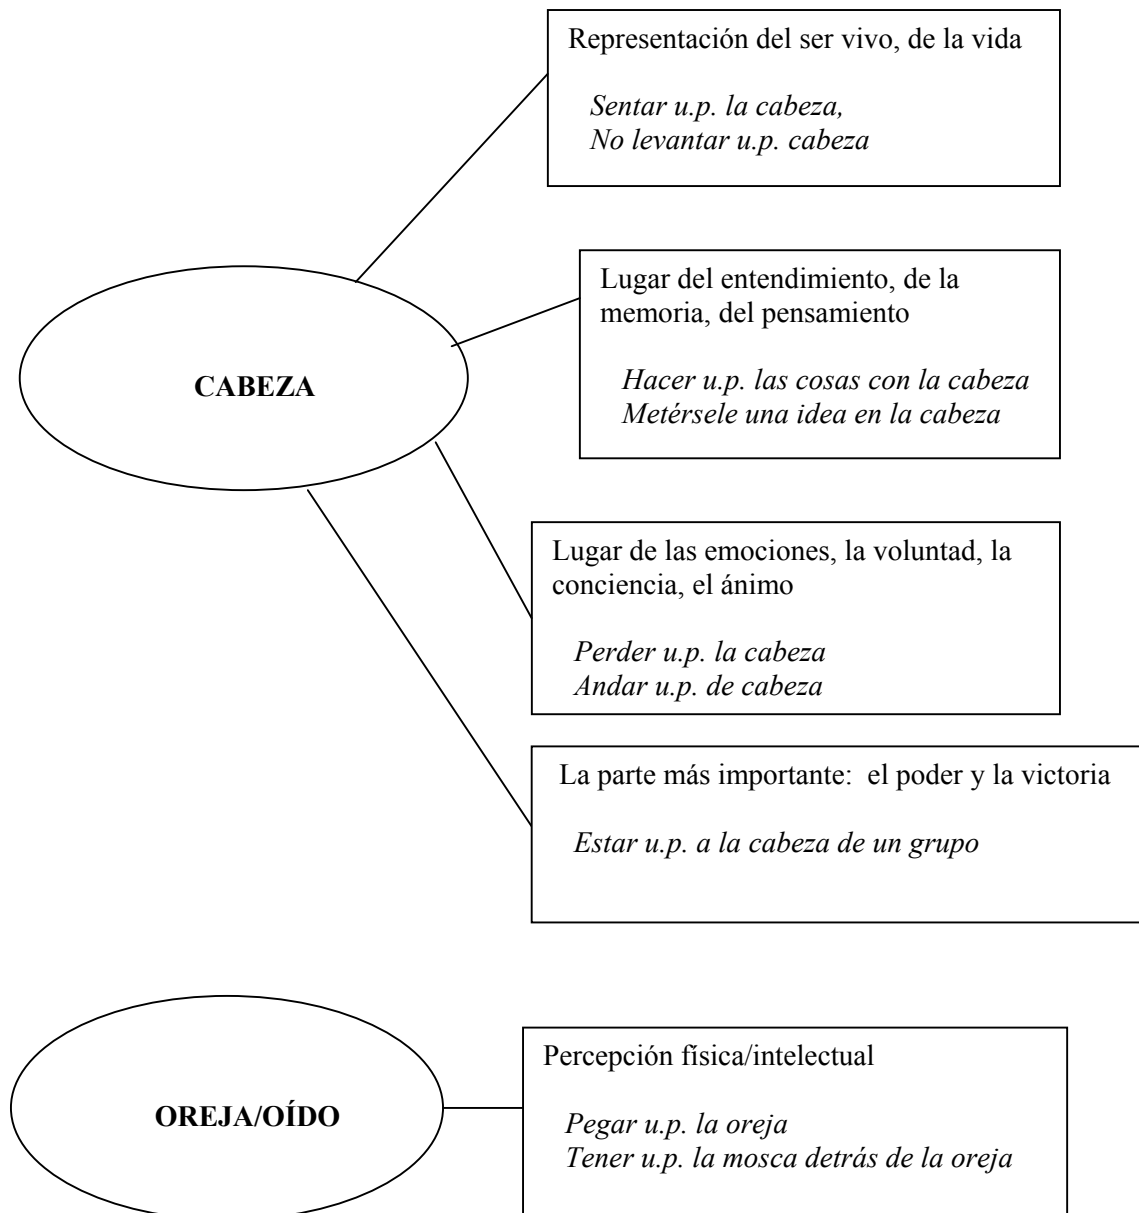 Representación del ser vivo, de la vida
Sentar u.p. la cabeza,
No levantar u.p. cabeza
Lugar del entendimiento, de la
memoria, del pensamiento
Hacer u.p. las cosas con la cabeza
Metérsele una idea en la cabeza
CABEZA
Lugar de las emociones, la voluntad, la
conciencia, el ánimo
Perder u.p. la cabeza
Andar u.p. de cabeza
La parte más importante:  el poder y la victoria
Estar u.p. a la cabeza de un grupo
Percepción física/intelectual
OREJA/OÍDO
Pegar u.p. la oreja
Tener u.p. la mosca detrás de la oreja